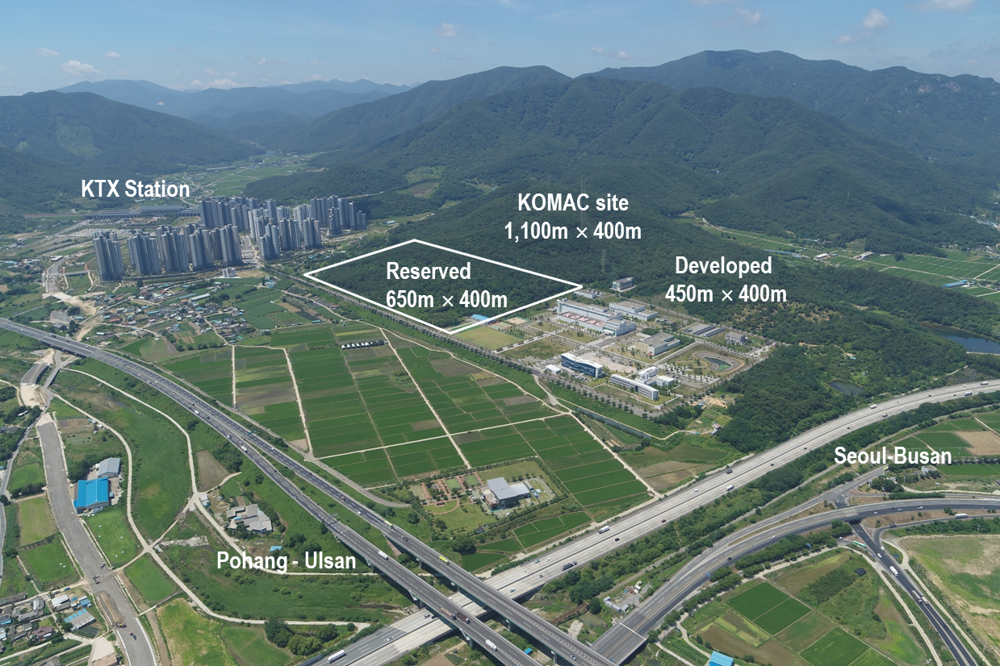 KTX Station
KOMAC site
1,100m × 400m
Reserved
650m × 400m
Developed
450m × 400m
Seoul-Busan
Pohang - Ulsan